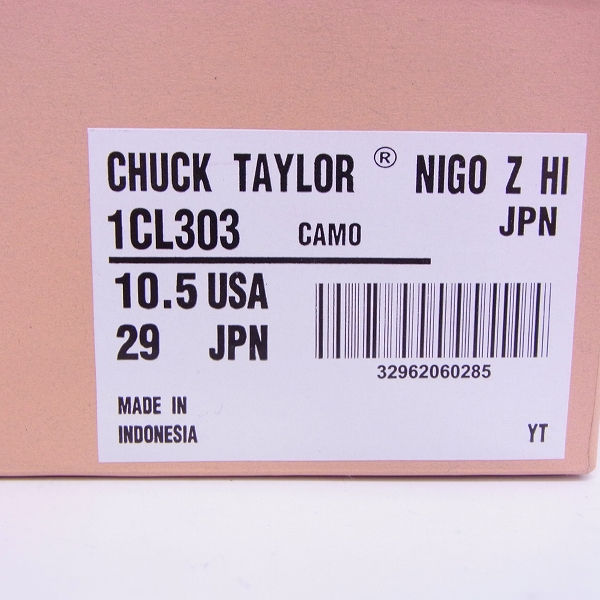 CHUCK TAYLOR ® NIGO Z HI
1CL303 CAMO JPN
10.5 USA
29 JPN
32962060285
MADE IN
INDONESIA
YT